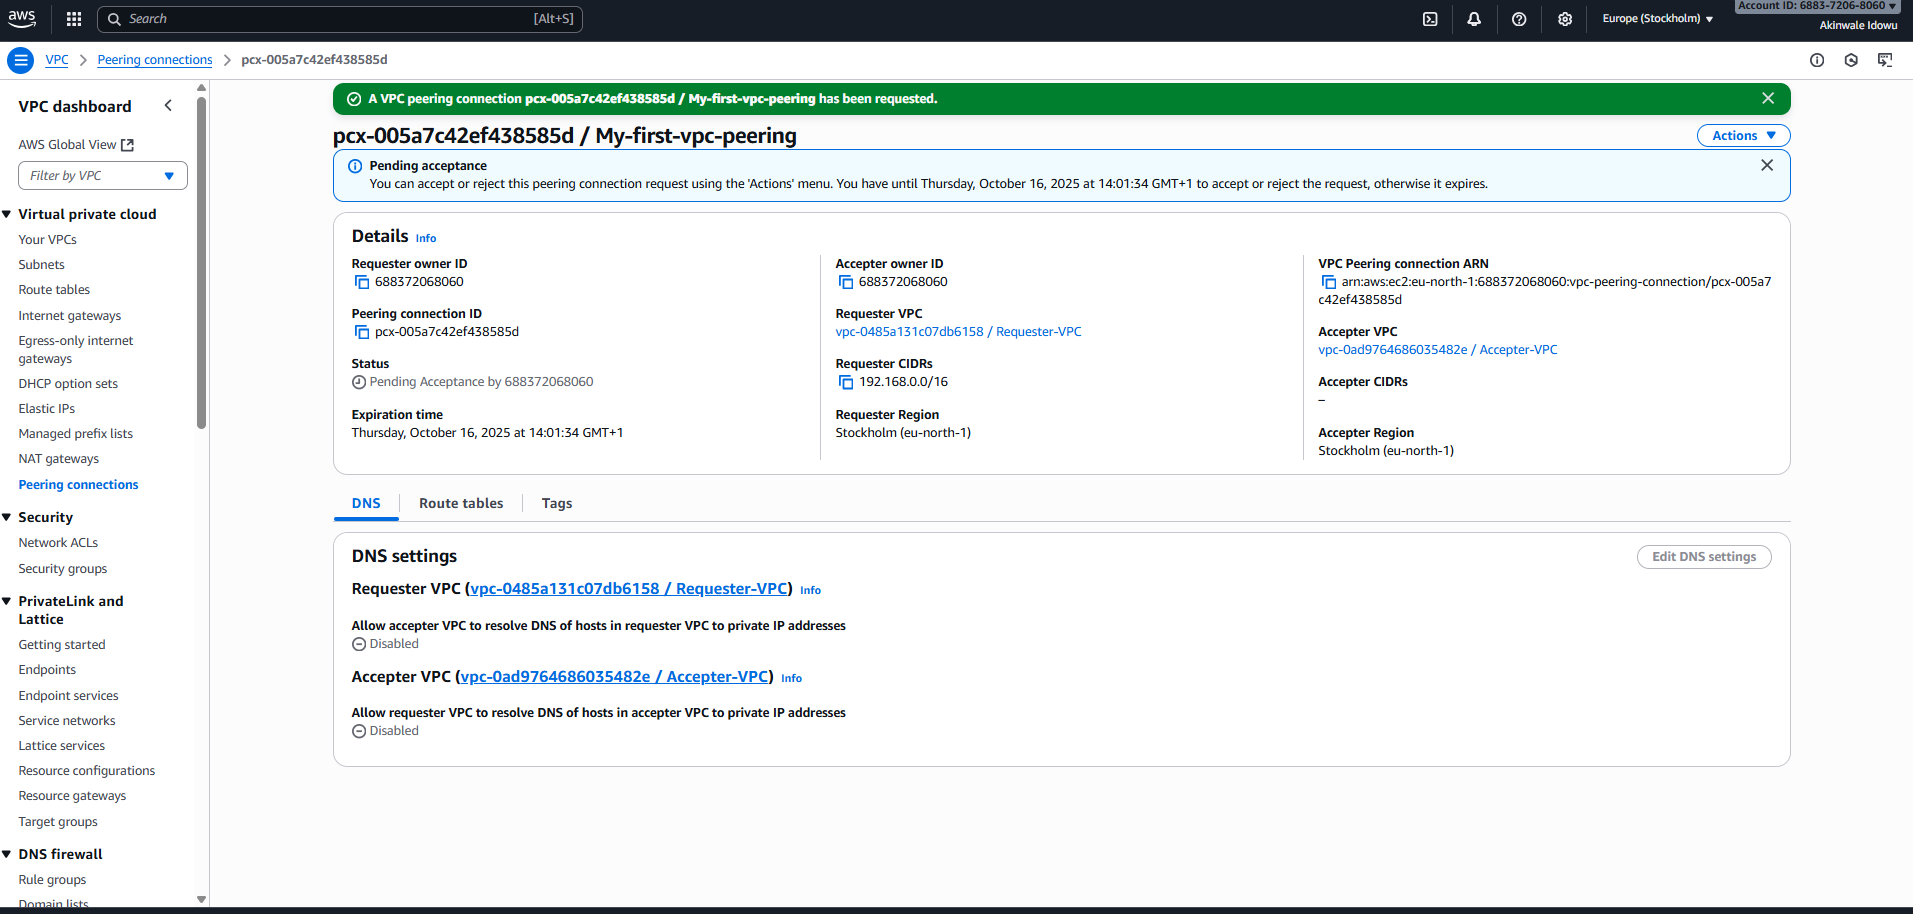 aws
Search
[Alt+S]
Europe (Stockholm)
Account ID: 6883-7206-8060
Akinwale Idowu
VPC
Peering connections
pcx-005a7c42ef438585d
VPC dashboard
AWS Global View
Filter by VPC
Virtual private cloud
Your VPCs
Subnets
Route tables
Internet gateways
Egress-only internet
gateways
DHCP option sets
Elastic IPs
Managed prefix lists
NAT gateways
Peering connections
Security
Network ACLs
Security groups
PrivateLink and
Lattice
Getting started
Endpoints
Endpoint services
Service networks
Lattice services
Resource configurations
Resource gateways
Target groups
DNS firewall
Rule groups
Domain lists
A VPC peering connection pcx-005a7c42ef438585d / My-first-vpc-peering has been requested.
pcx-005a7c42ef438585d / My-first-vpc-peering
Actions
Pending acceptance
You can accept or reject this peering connection request using the 'Actions' menu. You have until Thursday, October 16, 2025 at 14:01:34 GMT+1 to accept or reject the request, otherwise it expires.
Details Info
Requester owner ID
688372068060
Peering connection ID
pcx-005a7c42ef438585d
Status
Pending Acceptance by 688372068060
Expiration time
Thursday, October 16, 2025 at 14:01:34 GMT+1
Accepter owner ID
688372068060
Requester VPC
vpc-0485a131c07db6158 / Requester-VPC
Requester CIDRs
192.168.0.0/16
Requester Region
Stockholm (eu-north-1)
VPC Peering connection ARN
arn:aws:ec2:eu-north-1:688372068060:vpc-peering-connection/pcx-005a7
c42ef438585d
Accepter VPC
vpc-0ad9764686035482e / Accepter-VPC
Accepter CIDRs
–
Accepter Region
Stockholm (eu-north-1)
DNS
Route tables
Tags
DNS settings
Edit DNS settings
Requester VPC (vpc-0485a131c07db6158 / Requester-VPC) Info
Allow accepter VPC to resolve DNS of hosts in requester VPC to private IP addresses
Disabled
Accepter VPC (vpc-0ad9764686035482e / Accepter-VPC) Info
Allow requester VPC to resolve DNS of hosts in accepter VPC to private IP addresses
Disabled